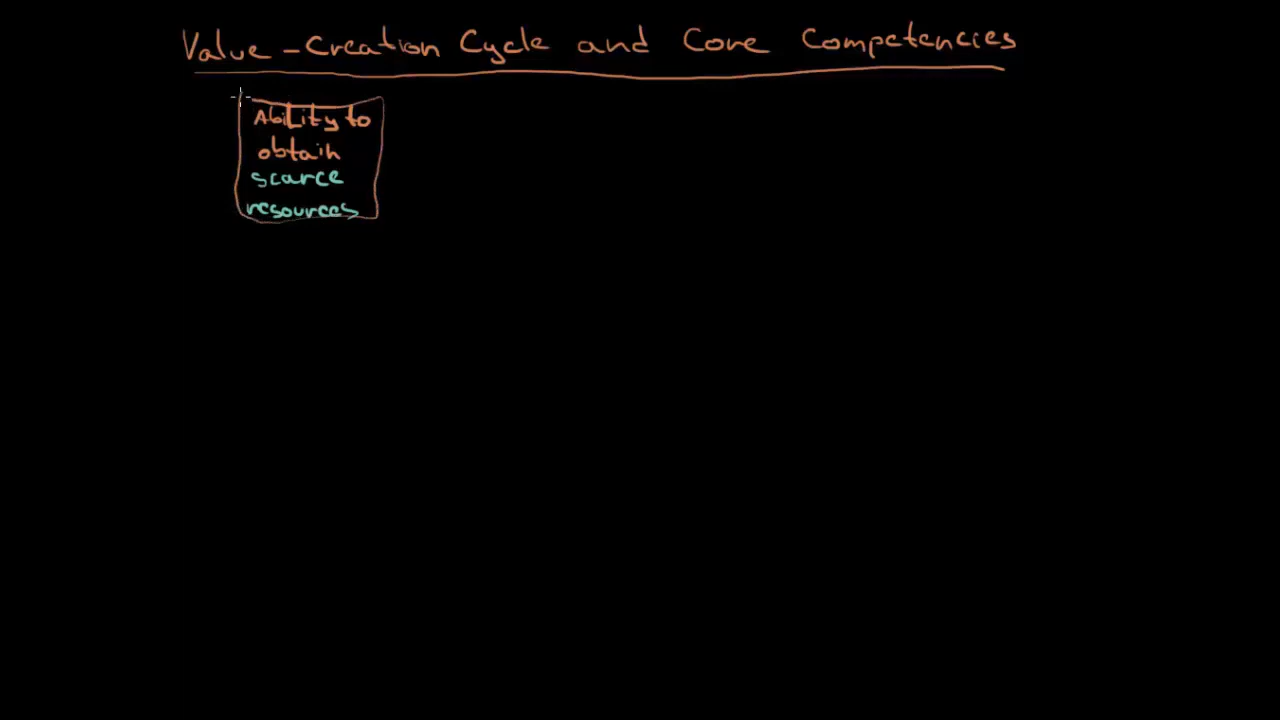 Value-Creation Cycle and Core Competencies
Ability to
obtain
scarce
resources